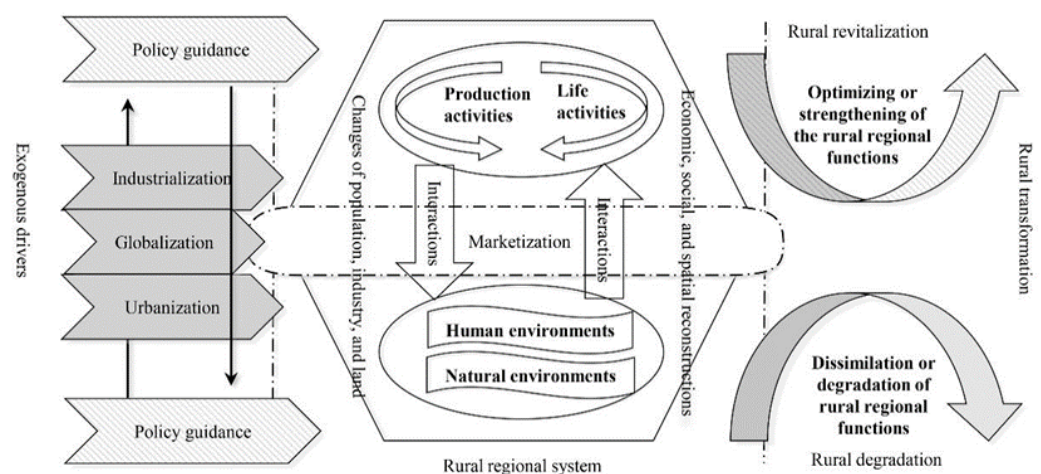 Exogenous drivers
Policy guidance
Industrialization
Globalization
Urbanization
Policy guidance
Changes of population, industry, and land
Production
activities
Life
activities
Interactions
Marketization
Interactions
Human environments
Natural environments
Economic, social, and spatial reconstructions
Rural regional system
Rural revitalization
Optimizing or
strengthening of
the rural regional
functions
Dissimilation or
degradation of
rural regional
functions
Rural degradation
Rural transformation